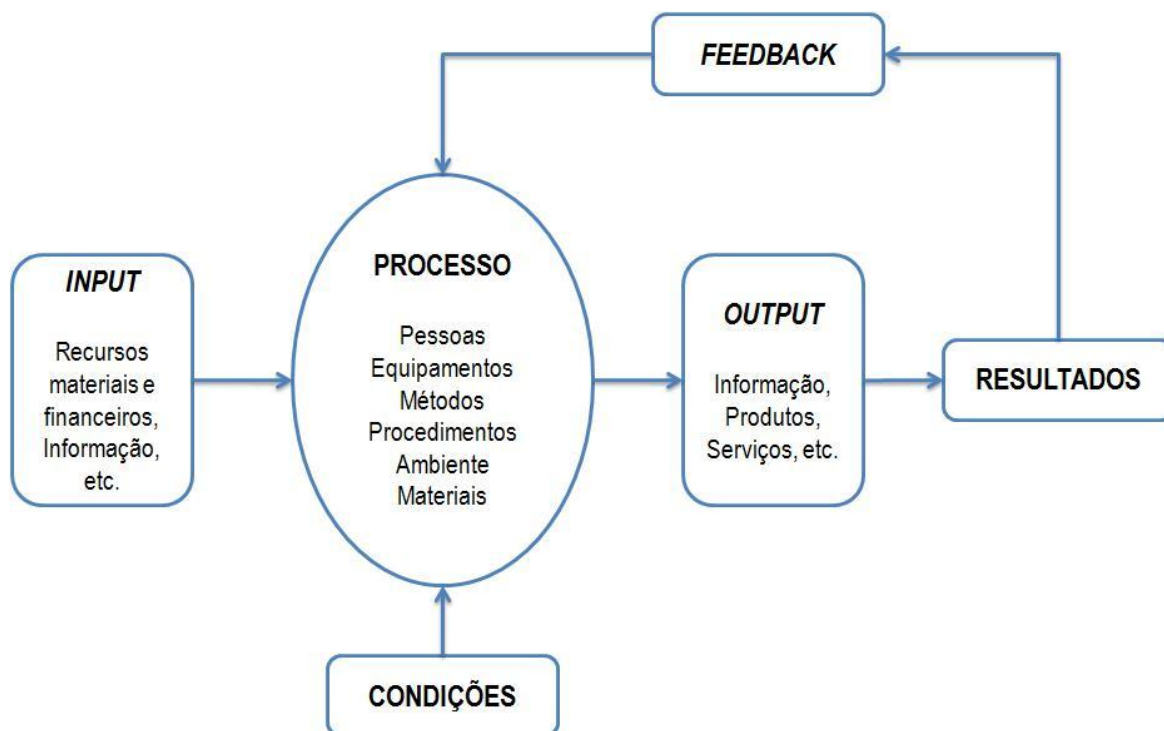 FEEDBACK
INPUT
Recursos
materiais e
financeiros,
Informação,
etc.
PROCESSO
Pessoas
Equipamentos
Métodos
Procedimentos
Ambiente
Materiais
OUTPUT
Informação,
Produtos,
Serviços, etc.
RESULTADOS
CONDIÇÕES